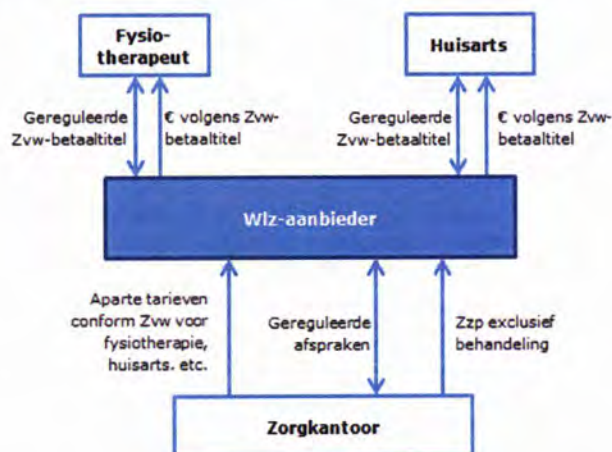 Fysio-
therapeut
Huisarts
Gereguleerde
Zvw-betaaltitel
€ volgens Zvw-
betaaltitel
Gereguleerde
Zvw-betaaltitel
€ volgens Zvw-
betaaltitel
Wlz-aanbieder
Aparte tarieven
conform Zvw voor
fysiotherapie,
huisarts. etc.
Gereguleerde
afspraken
Zzp exclusief
behandeling
Zorgkantoor